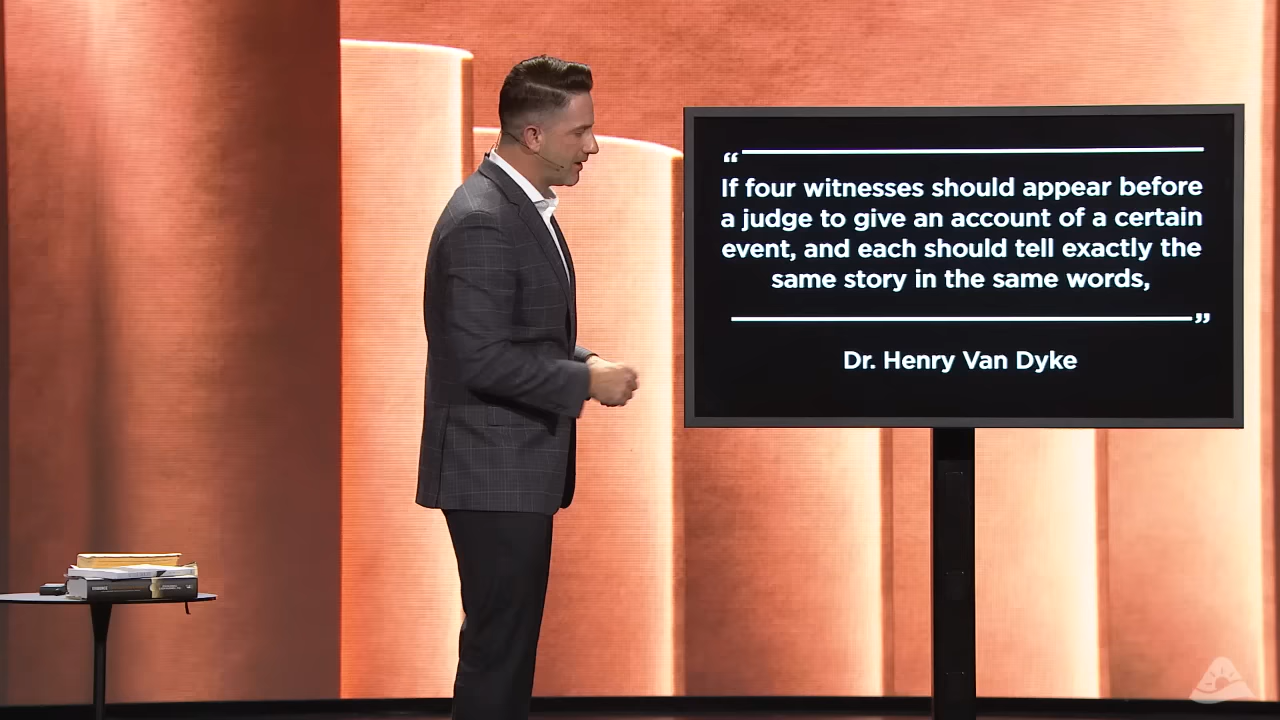 “
If four witnesses should appear before
a judge to give an account of a certain
event, and each should tell exactly the
same story in the same words,
”
Dr. Henry Van Dyke